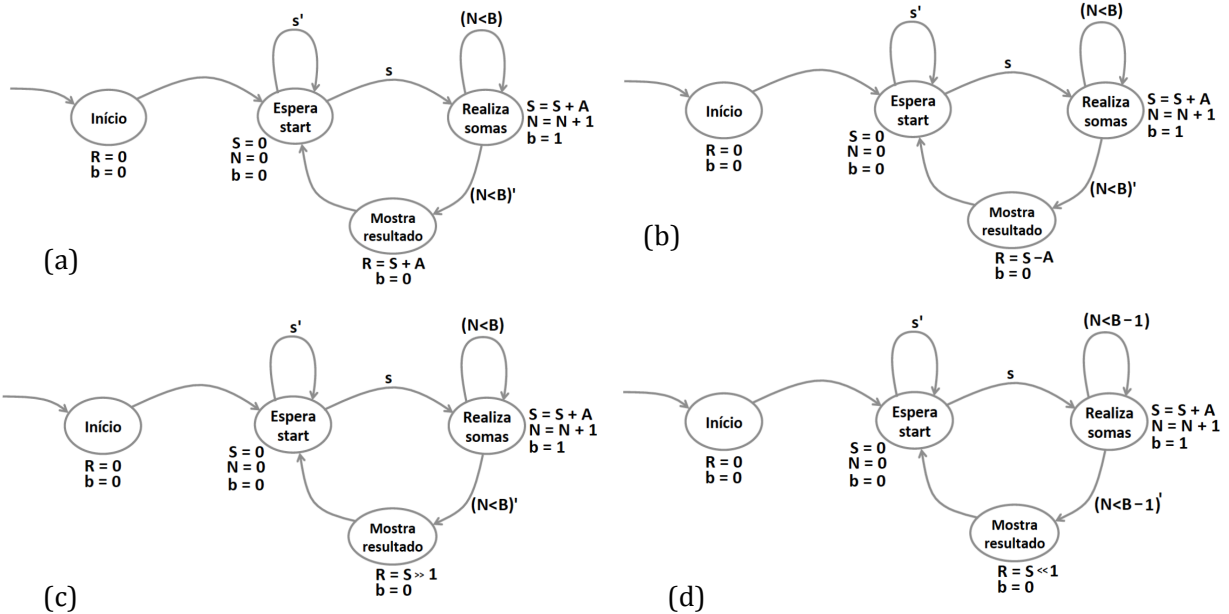 s'
(N<B)
s
Início
Espera
start
Realiza
somas
S = S + A
N = N + 1
b = 1
R = 0
b = 0
S = 0
N = 0
b = 0
(N<B)'
Mostra
resultado
R = S + A
b = 0
(a)
s'
(N<B)
s
Início
Espera
start
Realiza
somas
S = S + A
N = N + 1
b = 1
R = 0
b = 0
S = 0
N = 0
b = 0
(N<B)'
Mostra
resultado
R = S – A
b = 0
(b)
s'
(N<B)
s
Início
Espera
start
Realiza
somas
S = S + A
N = N + 1
b = 1
R = 0
b = 0
S = 0
N = 0
b = 0
(N<B)'
Mostra
resultado
R = S >> 1
b = 0
(c)
s'
(N<B – 1)
s
Início
Espera
start
Realiza
somas
S = S + A
N = N + 1
b = 1
R = 0
b = 0
S = 0
N = 0
b = 0
(N<B – 1)'
Mostra
resultado
R = S << 1
b = 0
(d)